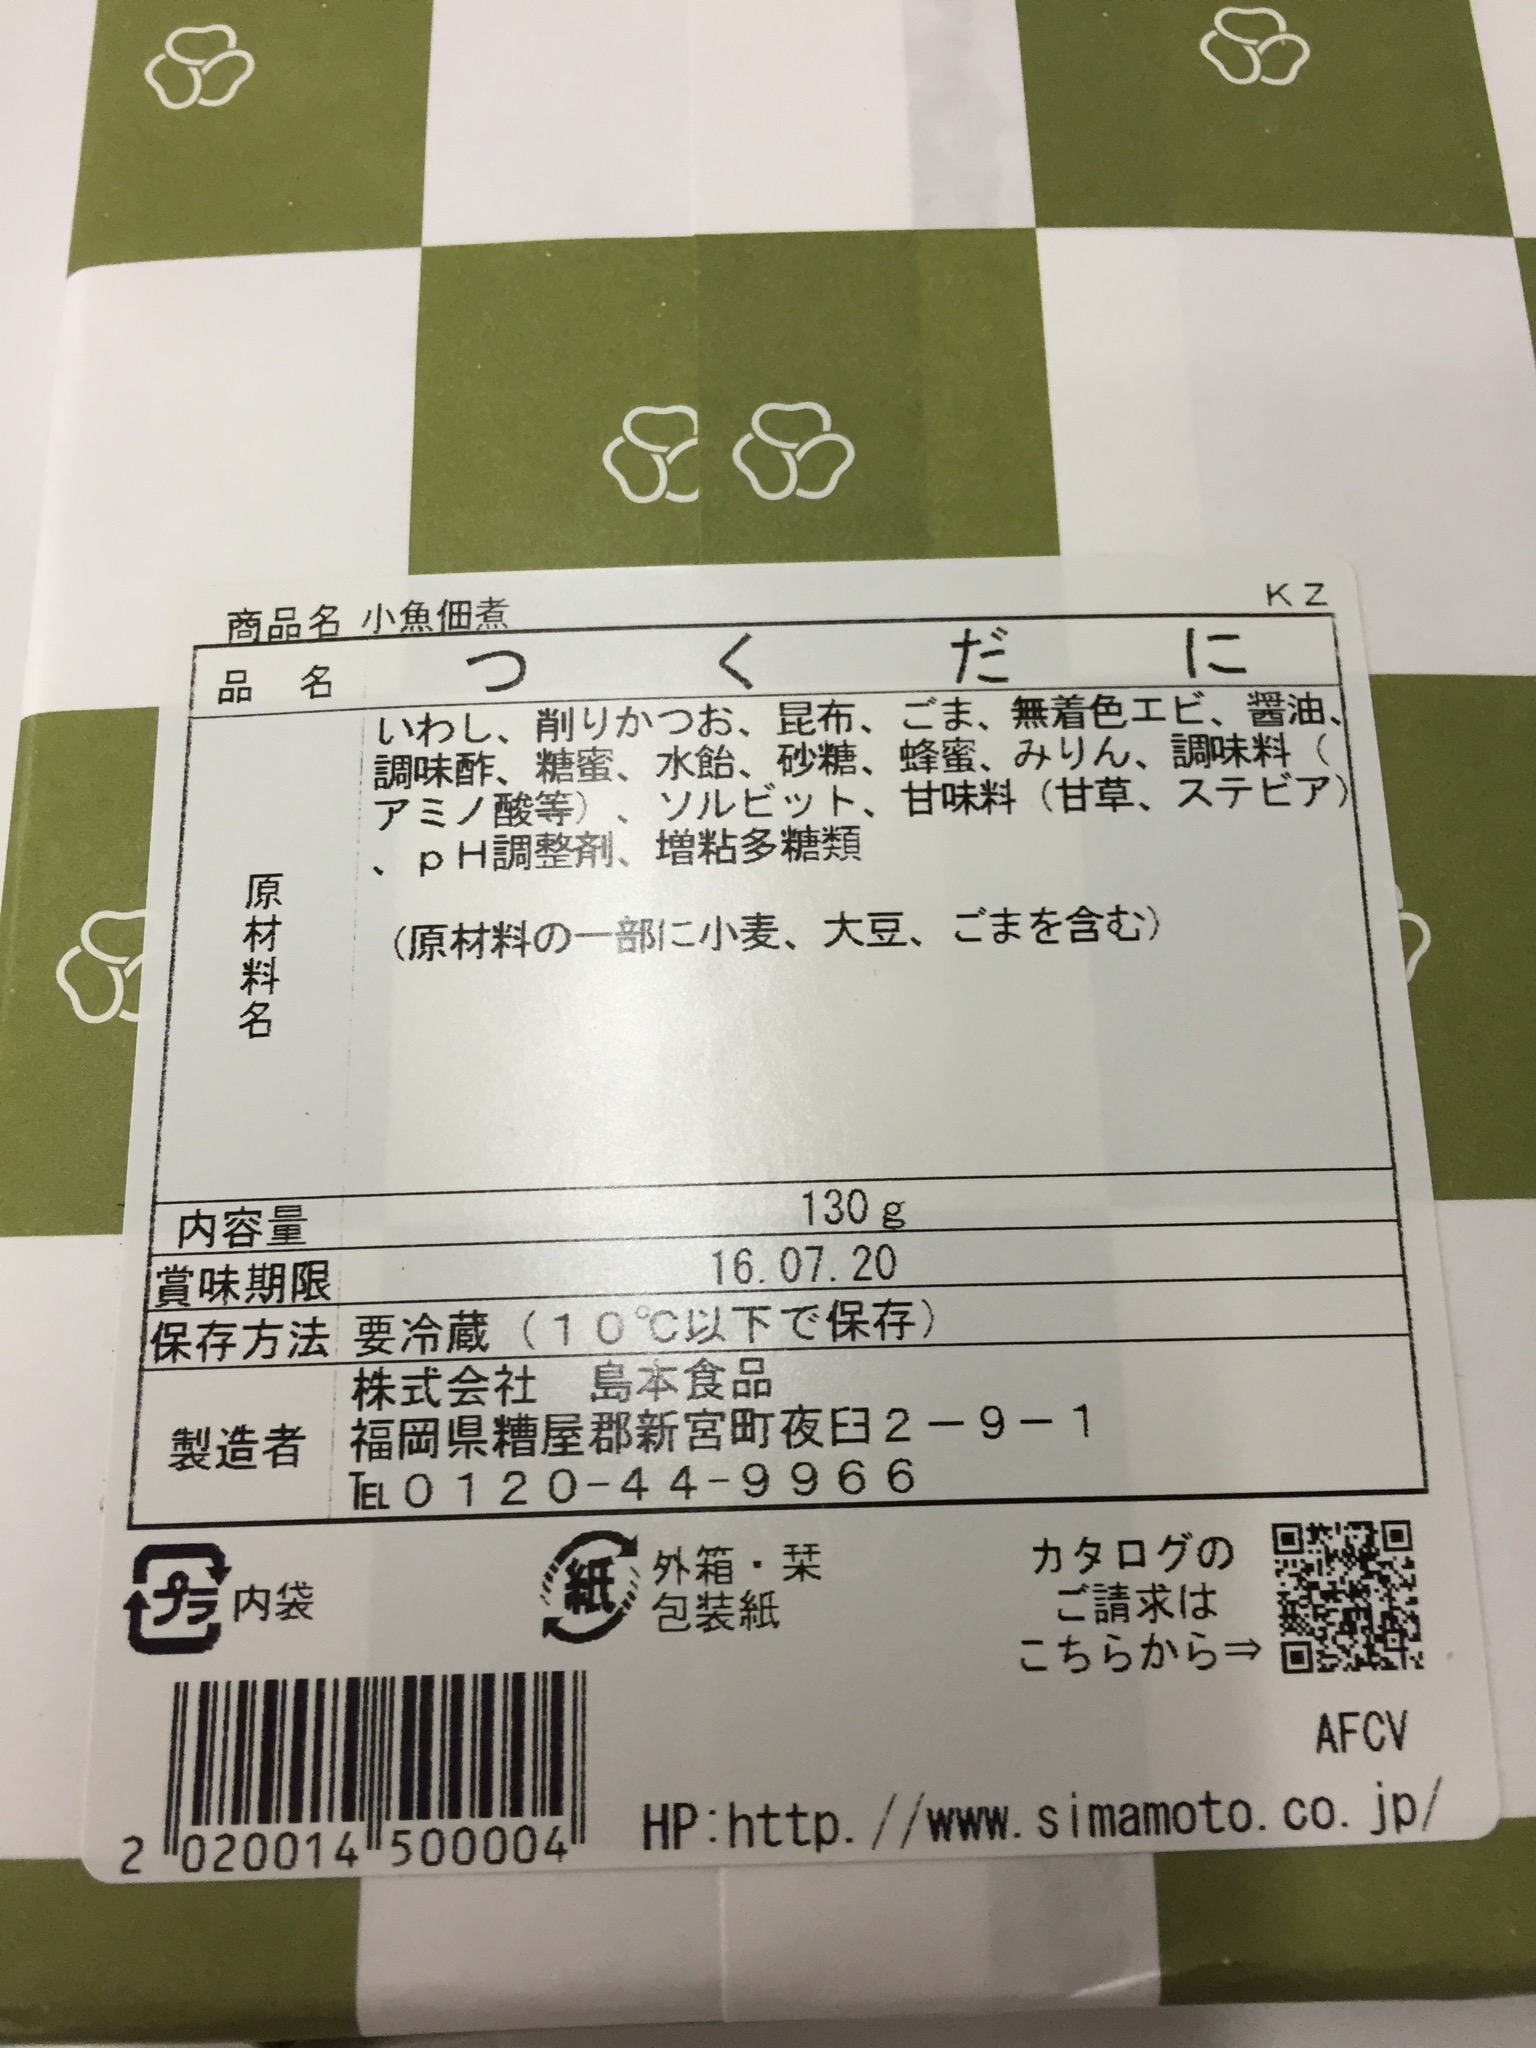 商品名 小魚佃煮
KZ
品名 つくだに
原材料名
いわし、削りかつお、昆布、ごま、無着色エビ、醤油、
調味酢、糖蜜、水飴、砂糖、蜂蜜、みりん、調味料（
アミノ酸等）、ソルビット、甘味料（甘草、ステビア）
、ｐＨ調整剤、増粘多糖類
（原材料の一部に小麦、大豆、ごまを含む）
内容量 130g
賞味期限 16.07.20
保存方法 要冷蔵（１０℃以下で保存）
製造者
株式会社 島本食品
福岡県糟屋郡新宮町夜臼２－９－１
℡０１２０－４４－９９６６
プラ 内袋
紙 外箱・栞
包装紙
カタログの
ご請求は
こちらから⇒
AFCV
2 020014 500004
HP:http.//www.simamoto.co.jp/